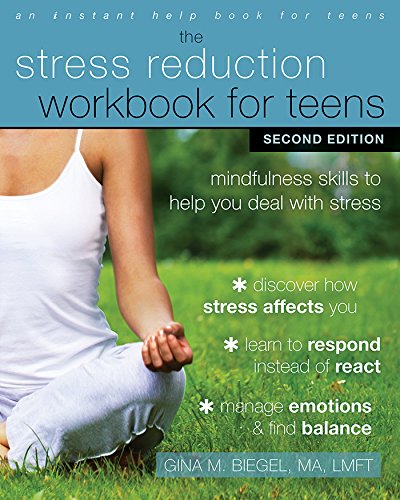 an instant help book for teens
the
stress reduction
workbook for teens
SECOND EDITION
mindfulness skills to
help you deal with stress
* discover how
stress affects you
* learn to respond
instead of react
* manage emotions
& find balance
GINA M. BIEGEL, MA, LMFT